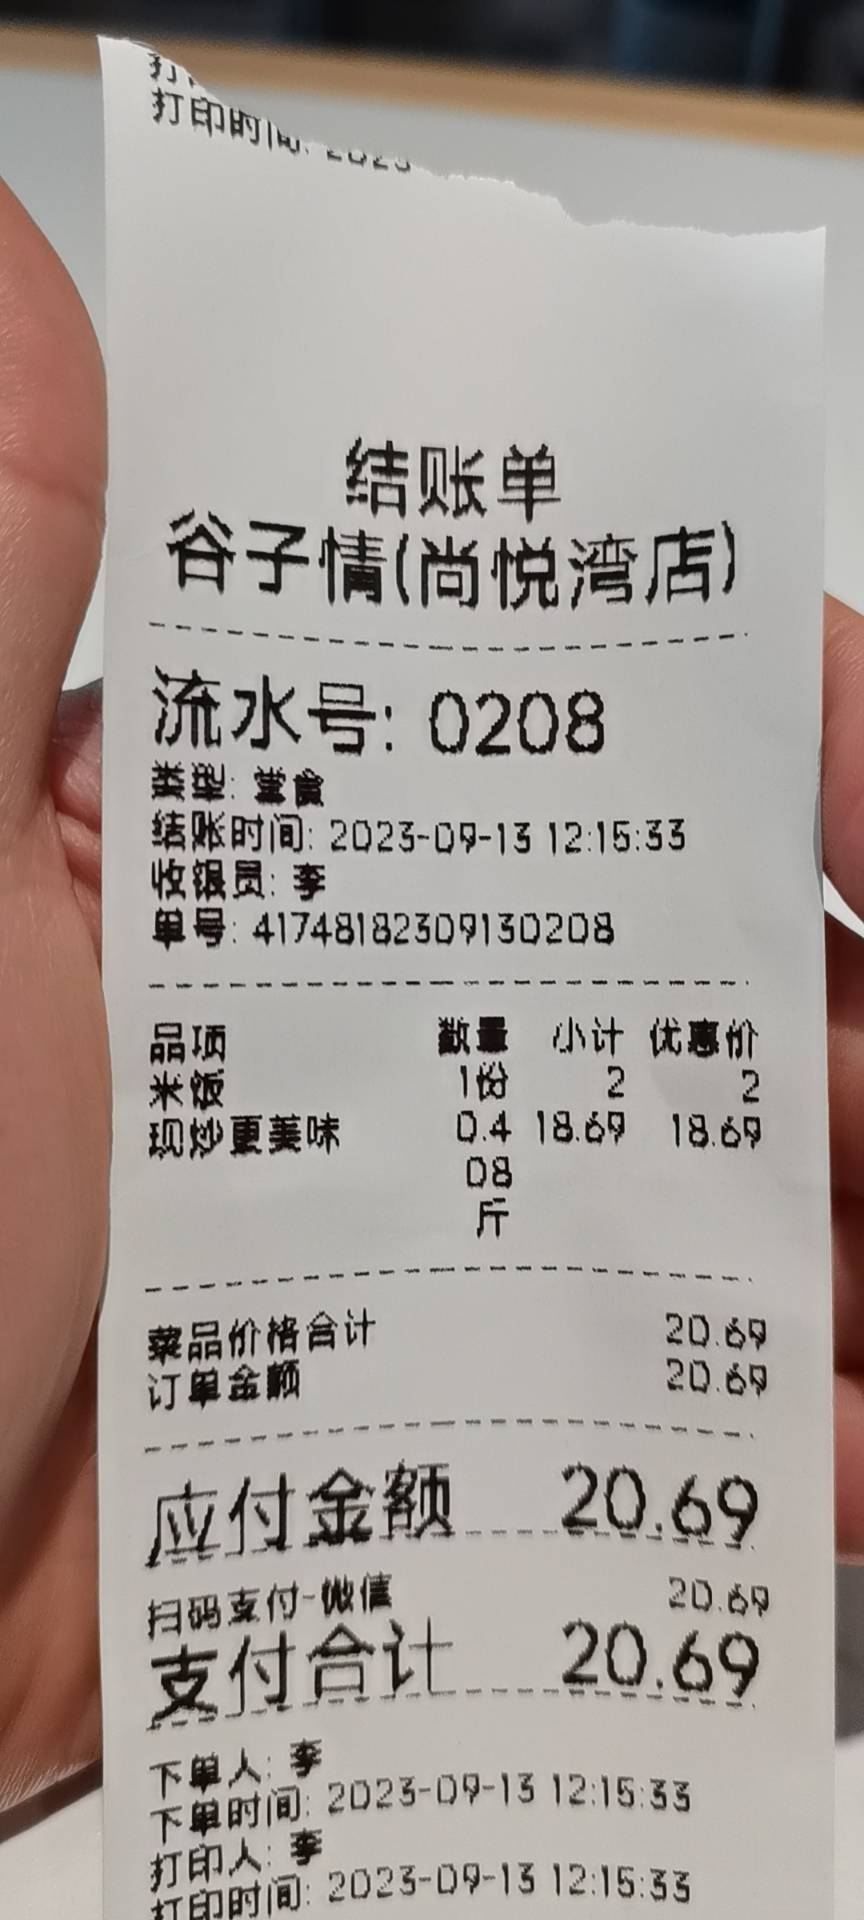 打印时间: 2023
结账单
谷子情(尚悦湾店)
流水号: 0208
类型: 堂食
结账时间: 2023-09-13 12:15:33
收银员: 李
单号: 41748182309130208
品项 数量 小计 优惠价
米饭 1份 2 2
现炒更美味 0.4 18.69 18.69
08
斤
菜品价格合计 20.69
订单金额 20.69
应付金额 20.69
扫码支付-微信 20.69
支付合计 20.69
下单人: 李
下单时间: 2023-09-13 12:15:33
打印人: 李
打印时间: 2023-09-13 12:15:33